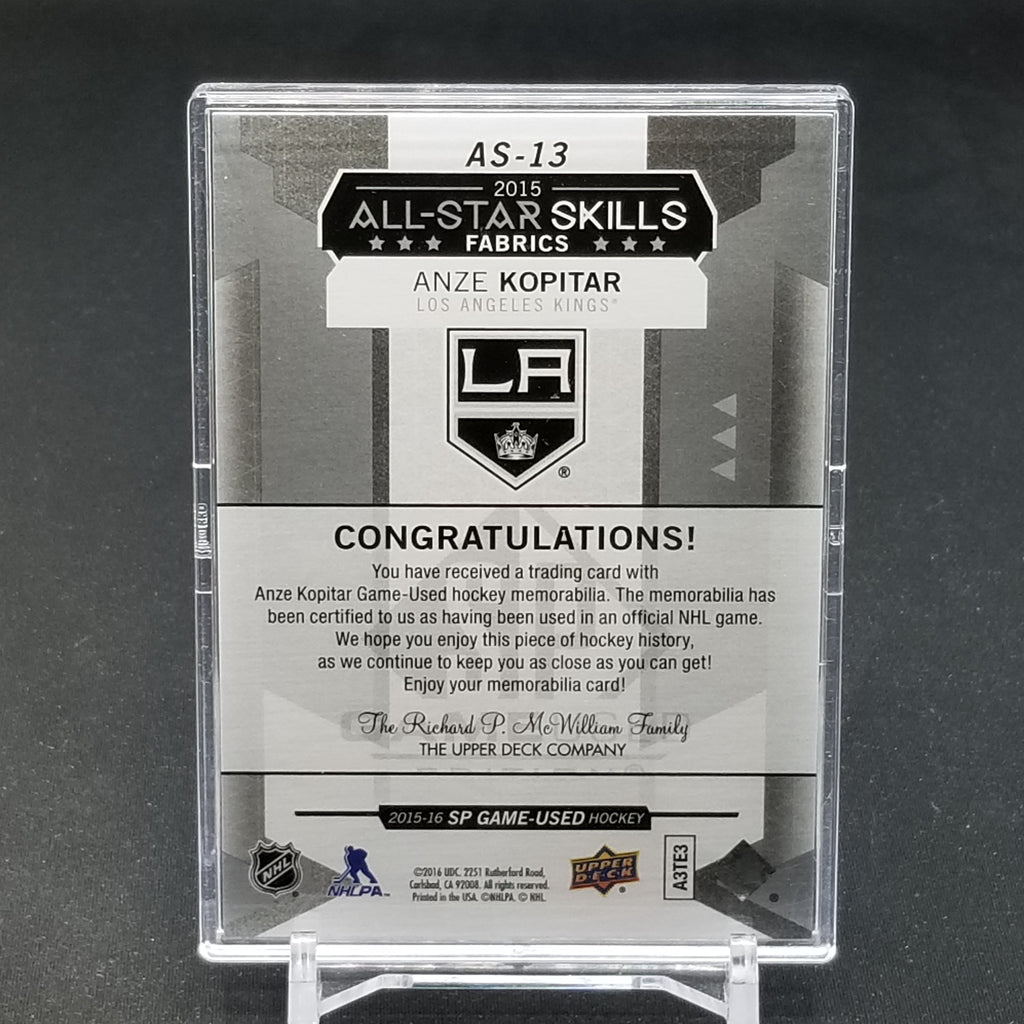 AS-13
2015
ALL-STAR SKILLS
FABRICS
ANZE KOPITAR
LOS ANGELES KINGS®
LA
®
CONGRATULATIONS!
You have received a trading card with
Anze Kopitar Game-Used hockey memorabilia. The memorabilia has
been certified to us as having been used in an official NHL game.
We hope you enjoy this piece of hockey history,
as we continue to keep you as close as you can get!
Enjoy your memorabilia card!
The Richard P. McWilliam Family
THE UPPER DECK COMPANY
2015-16 SP GAME-USED HOCKEY
NHL
NHLPA
©2016 UDC. 2251 Rutherford Road,
Carlsbad, CA 92008. All rights reserved.
Printed in the USA. ©NHLPA. © NHL.
UPPER
DECK
A3TE3